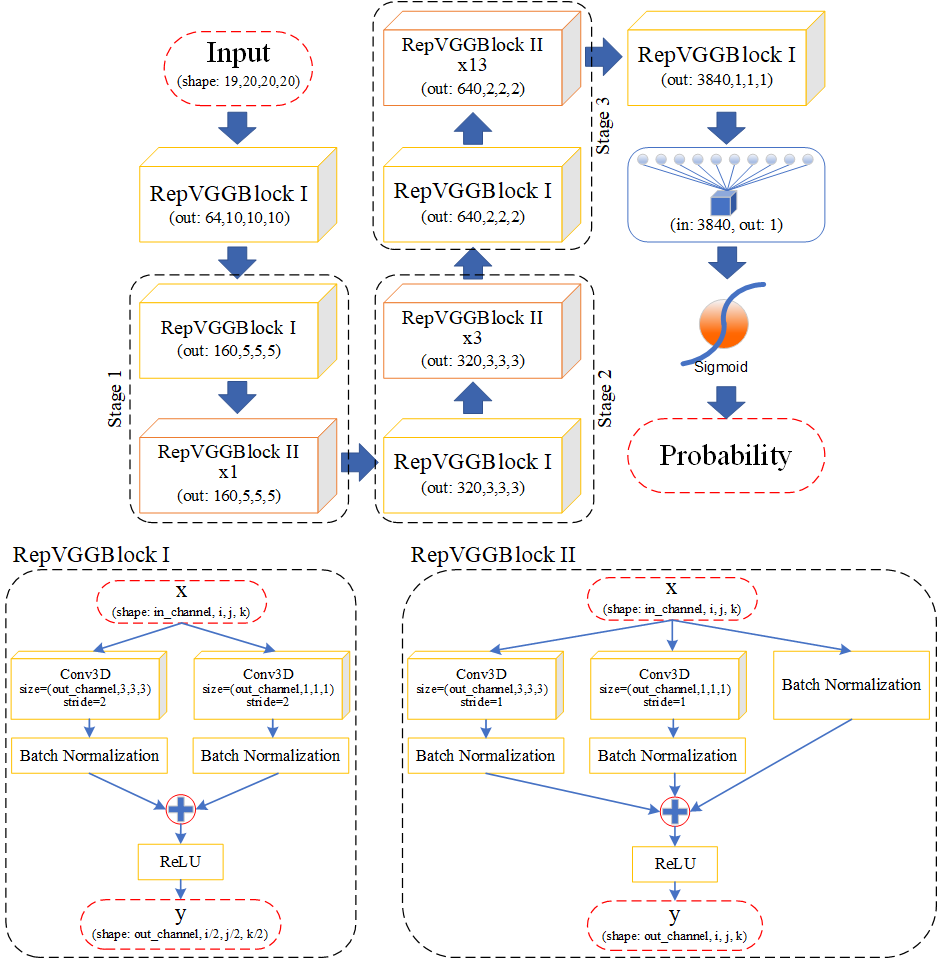 Input
(shape: 19,20,20,20)
RepVGGBlock I
(out: 64,10,10,10)
RepVGGBlock I
(out: 160,5,5,5)
RepVGGBlock II
x1
(out: 160,5,5,5)
Stage 1
RepVGGBlock I
(out: 320,3,3,3)
RepVGGBlock II
x3
(out: 320,3,3,3)
Stage 2
RepVGGBlock I
(out: 640,2,2,2)
RepVGGBlock II
x13
(out: 640,2,2,2)
Stage 3
RepVGGBlock I
(out: 3840,1,1,1)
(in: 3840, out: 1)
Sigmoid
Probability
RepVGGBlock I
x
(shape: in_channel, i, j, k)
Conv3D
size=(out_channel,3,3,3)
stride=2
Conv3D
size=(out_channel,1,1,1)
stride=2
Batch Normalization
Batch Normalization
ReLU
y
(shape: out_channel, i/2, j/2, k/2)
RepVGGBlock II
x
(shape: in_channel, i, j, k)
Conv3D
size=(out_channel,3,3,3)
stride=1
Conv3D
size=(out_channel,1,1,1)
stride=1
Batch Normalization
Batch Normalization
Batch Normalization
ReLU
y
(shape: out_channel, i, j, k)